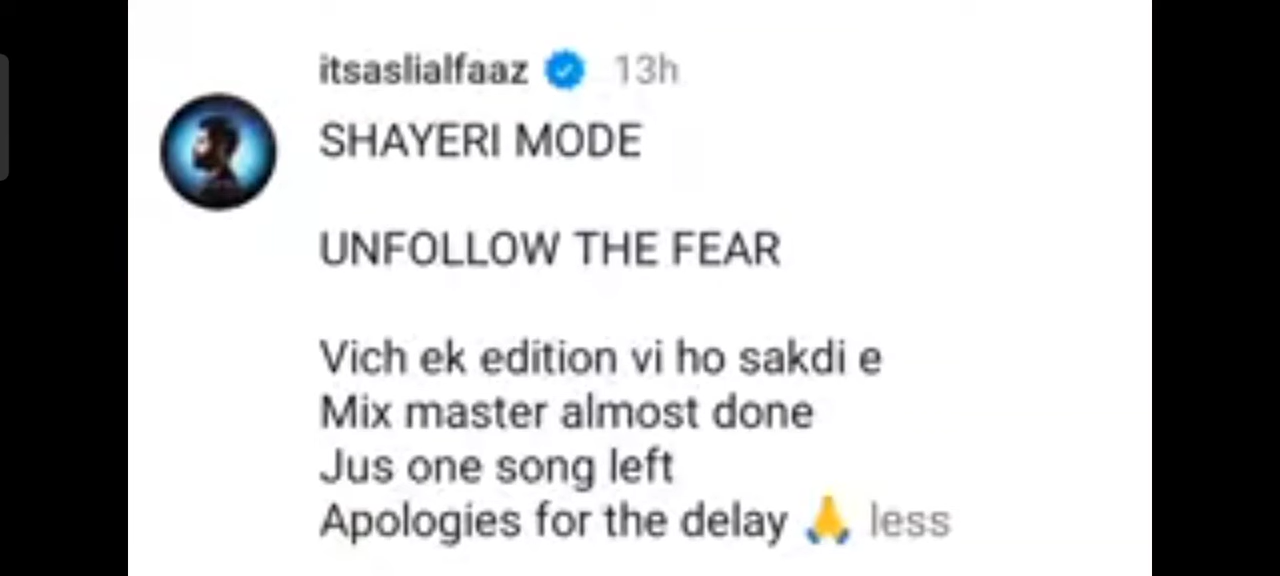 itsaslialfaaz 13h
SHAYERI MODE
UNFOLLOW THE FEAR
Vich ek edition vi ho sakdi e
Mix master almost done
Jus one song left
Apologies for the delay 🙏 less